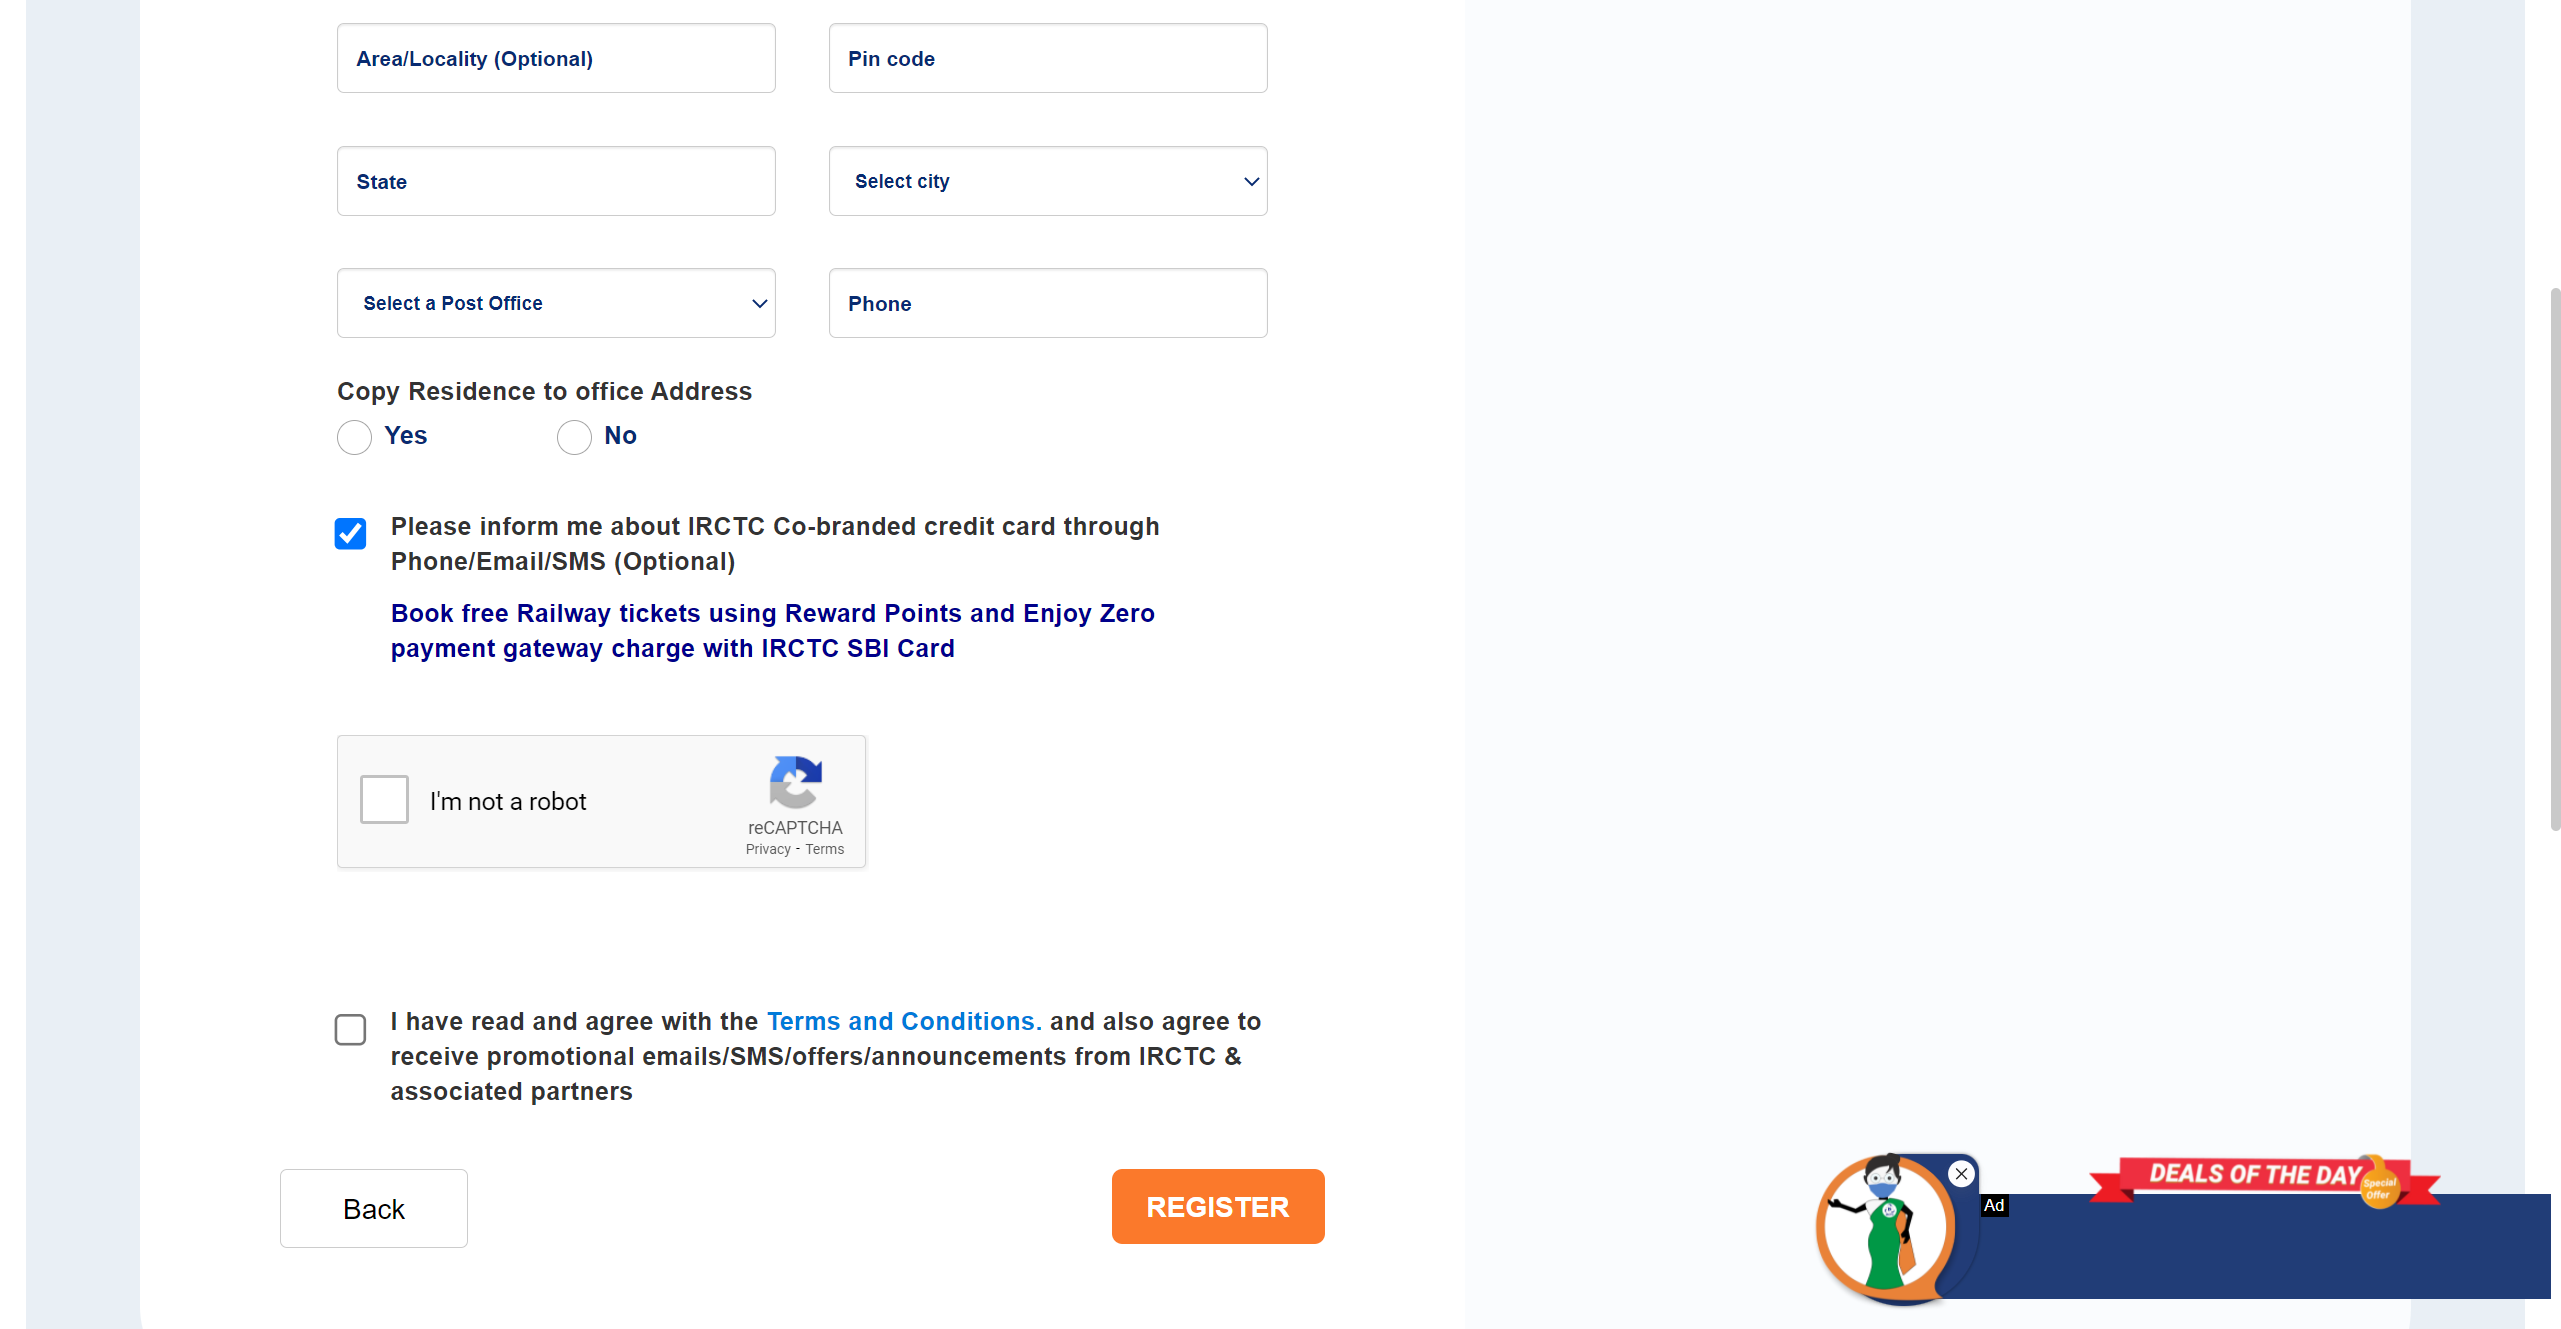 Area/Locality (Optional)
Pin code
State
Select city
Select a Post Office
Phone
Copy Residence to office Address
Yes
No
Please inform me about IRCTC Co-branded credit card through
Phone/Email/SMS (Optional)
Book free Railway tickets using Reward Points and Enjoy Zero
payment gateway charge with IRCTC SBI Card
I'm not a robot
reCAPTCHA
Privacy - Terms
I have read and agree with the Terms and Conditions. and also agree to
receive promotional emails/SMS/offers/announcements from IRCTC &
associated partners
Back
REGISTER
DEALS OF THE DAY
Special
Offer
Ad